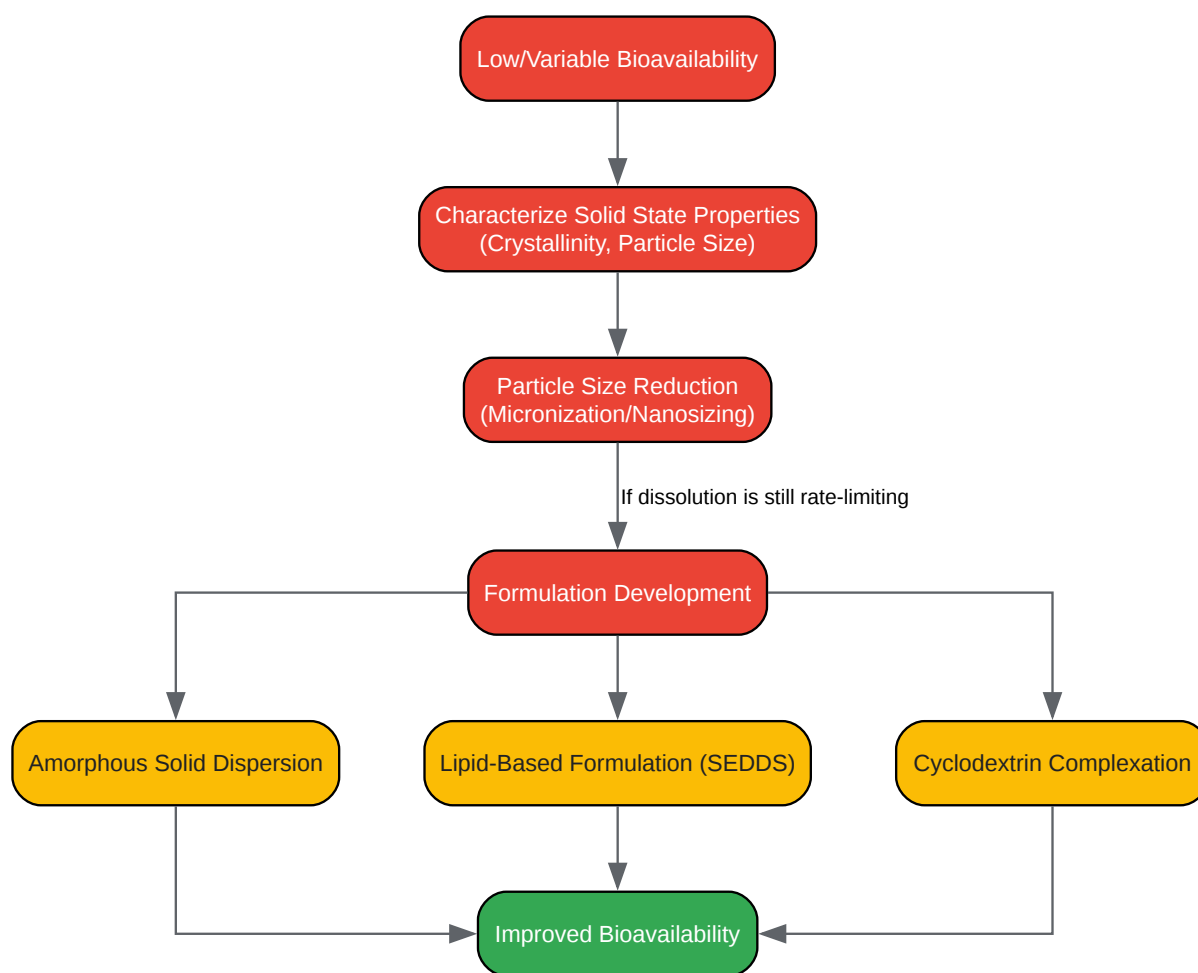 Low/Variable Bioavailability
Characterize Solid State Properties
(Crystallinity, Particle Size)
Particle Size Reduction
(Micronization/Nanosizing)
If dissolution is still rate-limiting
Formulation Development
Amorphous Solid Dispersion
Lipid-Based Formulation (SEDDS)
Cyclodextrin Complexation
Improved Bioavailability